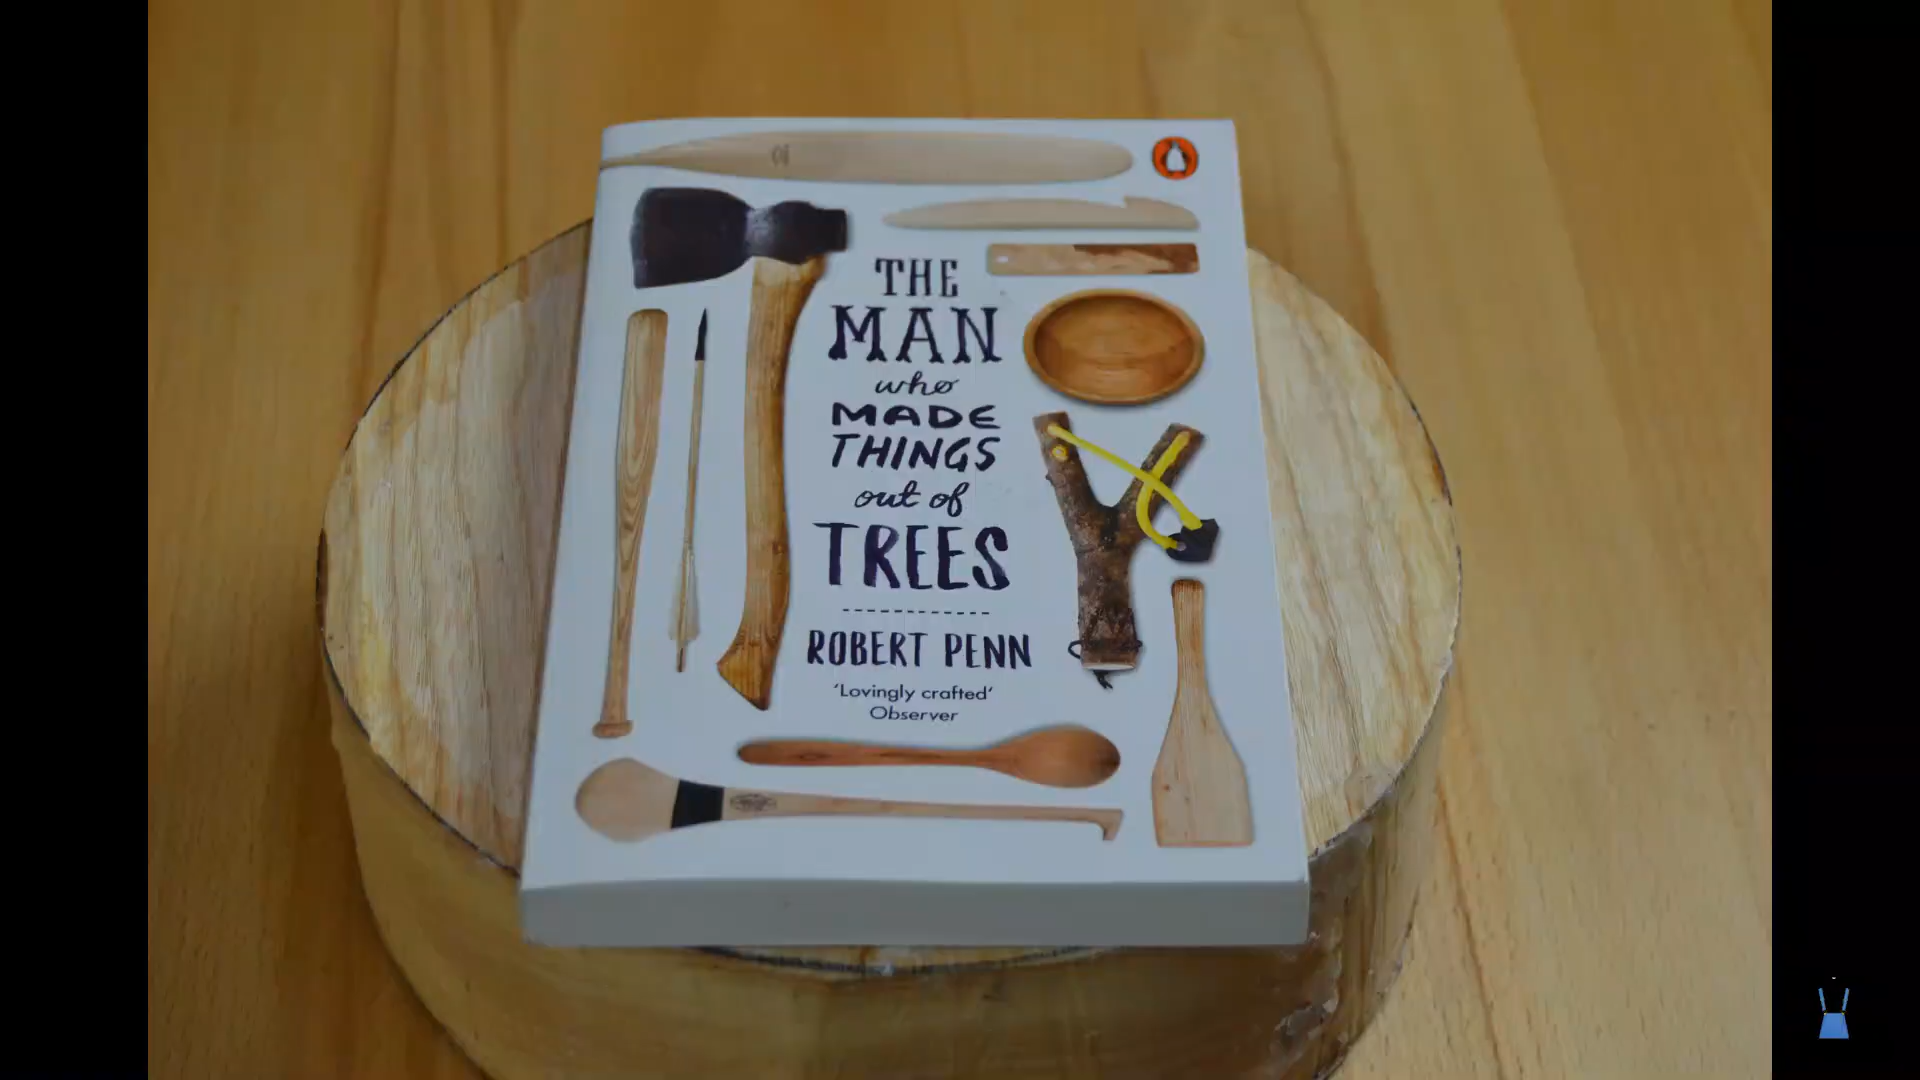 THE
MAN
who
MADE
THINGS
out of
TREES
ROBERT PENN
‘Lovingly crafted‘
Observer